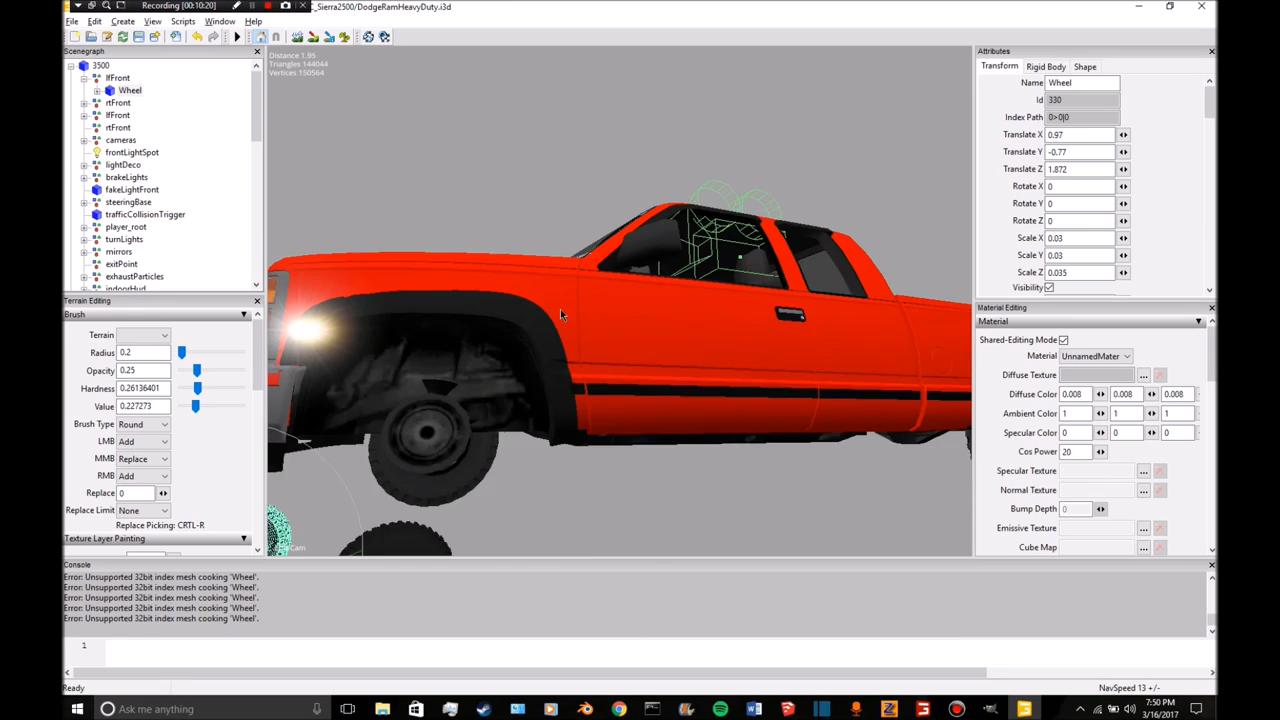 Recording [00:10:20]
C_Sierra2500/DodgeRamHeavyDuty.i3d
File Edit Create View Scripts Window Help
Scenegraph
3500
lfFront
Wheel
rtFront
lfFront
rtFront
cameras
frontLightSpot
lightDeco
brakeLights
fakeLightFront
steeringBase
trafficCollisionTrigger
player_root
turnLights
mirrors
exitPoint
exhaustParticles
indoorHud
Terrain Editing
Brush
Terrain
Radius 0.2
Opacity 0.25
Hardness 0.26136401
Value 0.227273
Brush Type Round
LMB Add
MMB Replace
RMB Add
Replace 0
Replace Limit None
Replace Picking: CRTL-R
Texture Layer Painting
Distance 1.95
Triangles 144044
Vertices 150564
Attributes
Transform Rigid Body Shape
Name Wheel
Id 330
Index Path 0>0|0
Translate X 0.97
Translate Y -0.77
Translate Z 1.872
Rotate X 0
Rotate Y 0
Rotate Z 0
Scale X 0.03
Scale Y 0.03
Scale Z 0.035
Visibility
Material Editing
Material
Shared-Editing Mode
Material UnnamedMater
Diffuse Texture ...
Diffuse Color 0.008 0.008 0.008
Ambient Color 1 1 1
Specular Color 0 0 0
Cos Power 20
Specular Texture ...
Normal Texture ...
Bump Depth 0
Emissive Texture ...
Cube Map ...
Console
Error: Unsupported 32bit index mesh cooking 'Wheel'.
Error: Unsupported 32bit index mesh cooking 'Wheel'.
Error: Unsupported 32bit index mesh cooking 'Wheel'.
Error: Unsupported 32bit index mesh cooking 'Wheel'.
Error: Unsupported 32bit index mesh cooking 'Wheel'.
1
Ready
NavSpeed 13 +/-
Ask me anything
7:50 PM
3/16/2017